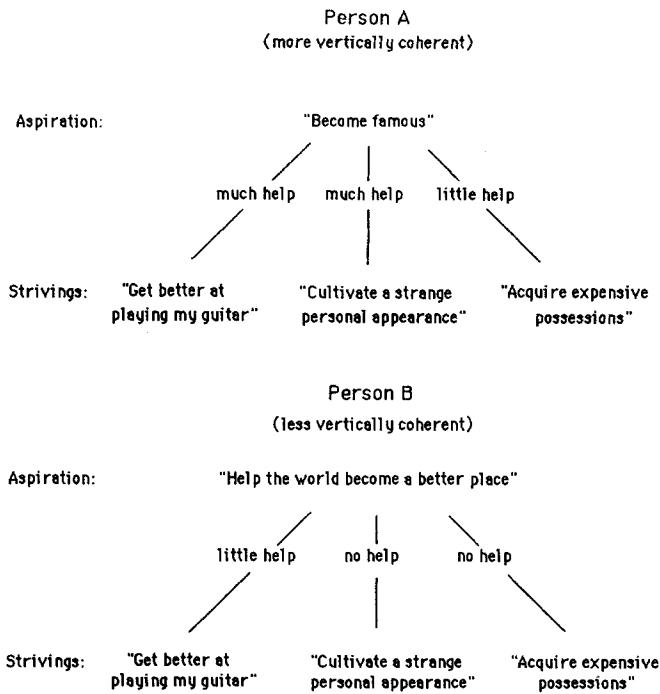 Person A
(more vertically coherent)
Aspiration: "Become famous"
much help much help little help
Strivings: "Get better at "Cultivate a strange "Acquire expensive
playing my guitar" personal appearance" possessions"
Person B
(less vertically coherent)
Aspiration: "Help the world become a better place"
little help no help no help
Strivings: "Get better at "Cultivate a strange "Acquire expensive
playing my guitar" personal appearance" possessions"